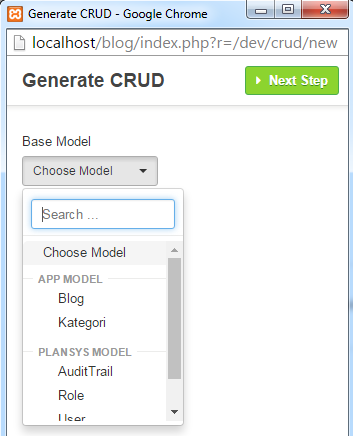 Generate CRUD - Google Chrome
localhost/blog/index.php?r=/dev/crud/new
Generate CRUD
Next Step
Base Model
Choose Model
Search ...
Choose Model
APP MODEL
Blog
Kategori
PLANSYS MODEL
AuditTrail
Role
User